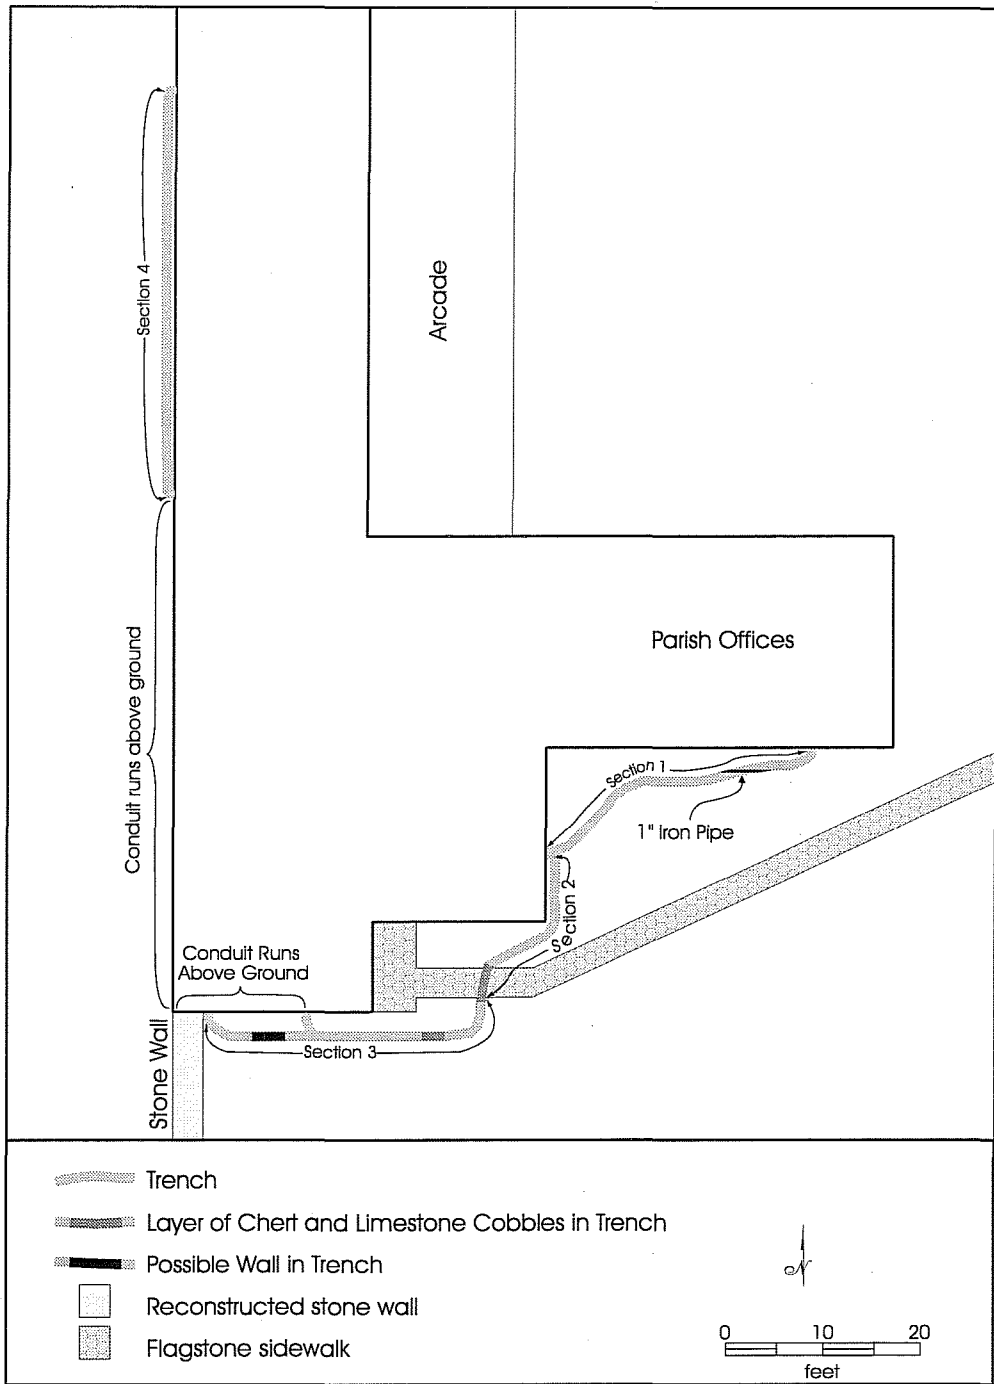 Section 4
Arcade
Parish Offices
Conduit runs above ground
Section 1
1" Iron Pipe
Section 2
Conduit Runs
Above Ground
Section 3
Stone Wall
Trench
Layer of Chert and Limestone Cobbles in Trench
Possible Wall in Trench
Reconstructed stone wall
Flagstone sidewalk
N
0 10 20
feet